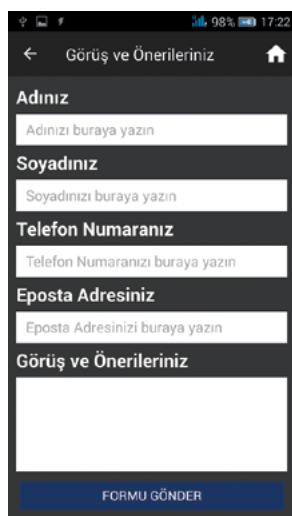 98% 17:22
Görüş ve Önerileriniz
Adınız
Adınızı buraya yazın
Soyadınız
Soyadınızı buraya yazın
Telefon Numaranız
Telefon Numaranızı buraya yazın
Eposta Adresiniz
Eposta Adresinizi buraya yazın
Görüş ve Önerileriniz
FORMU GÖNDER